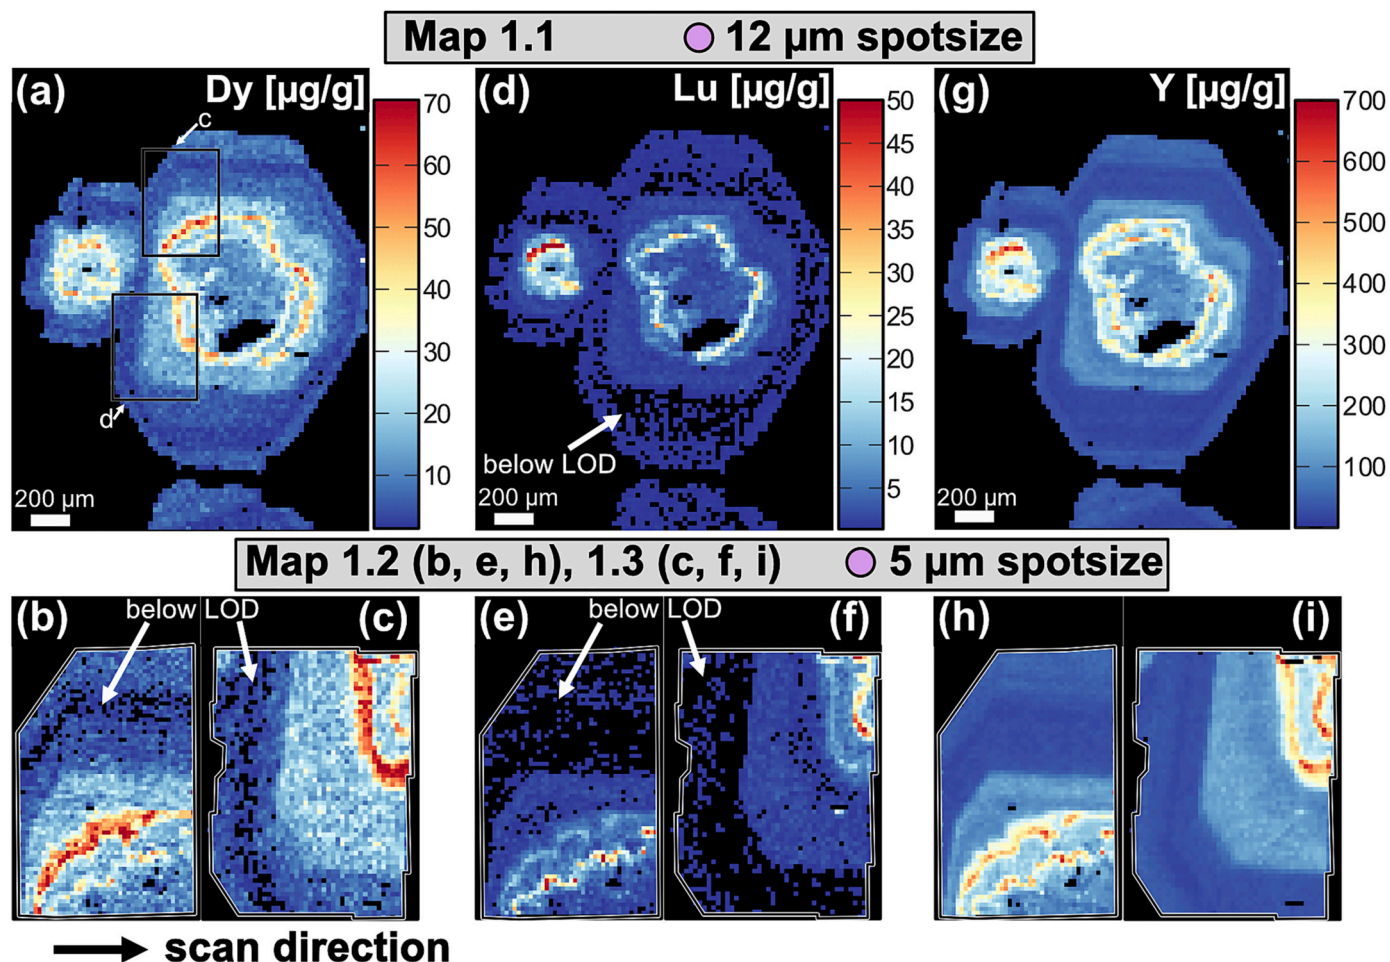 Map 1.1 12 µm spotsize
(a) Dy [µg/g]
(d) Lu [µg/g]
(g) Y [µg/g]
c
d
200 µm
70
60
50
40
30
20
10
below LOD
200 µm
50
45
40
35
30
25
20
15
10
5
200 µm
700
600
500
400
300
200
100
Map 1.2 (b, e, h), 1.3 (c, f, i) 5 µm spotsize
(b) below LOD (c)
(e) below LOD (f)
(h) (i)
scan direction